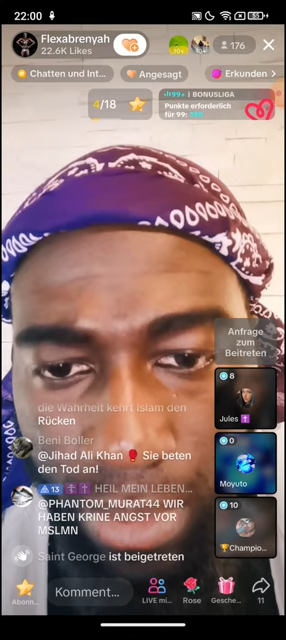 22:00
Flexabrenyah
22.6K Likes
176
Chatten und Int...
Angesagt
Erkunden >
4/18
99+ | BONUSLIGA
Punkte erforderlich
für 99:
Anfrage
zum
Beitreten
8
Jules ✝️
0
Moyuto
10
🏆Champio...
die Wahrheit kehrt Islam den
Rücken
Beni Böller
@Jihad Ali Khan 🥊 Sie beten
den Tod an!
13 ✝️ ✝️ HEIL MEIN LEBEN...
@PHANTOM_MURAT44 WIR
HABEN KRINE ANGST VOR
MSLMN
Saint George ist beigetreten
Abonn...
Komment...
LIVE mi...
Rose
Gesche...
11